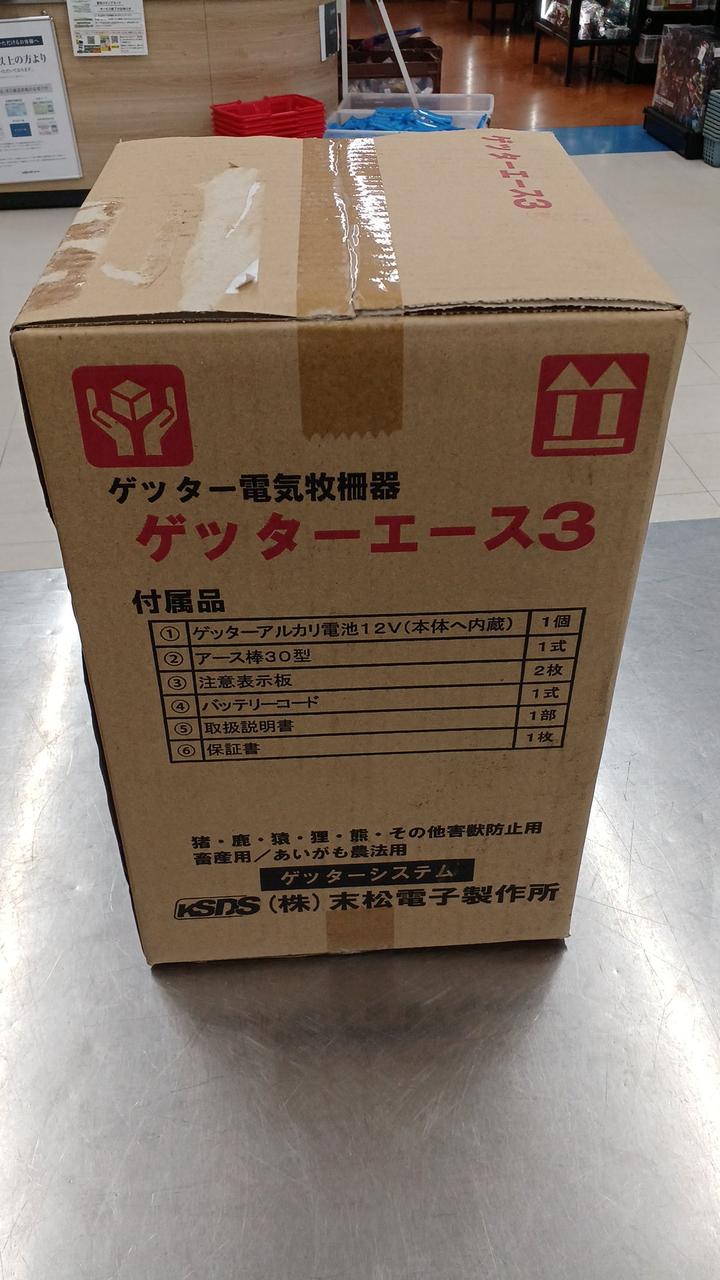 以上の方より
ゲッターエース3
ゲッター電気牧柵器
ゲッターエース3
付属品
① ゲッターアルカリ電池12V(本体へ内蔵) 1個
② アース棒30型 1式
③ 注意表示板 2枚
④ バッテリーコード 1式
⑤ 取扱説明書 1部
⑥ 保証書 1枚
猪・鹿・猿・狸・熊・その他害獣防止用
畜産用/あいがも農法用
ゲッターシステム
KSDS (株)末松電子製作所